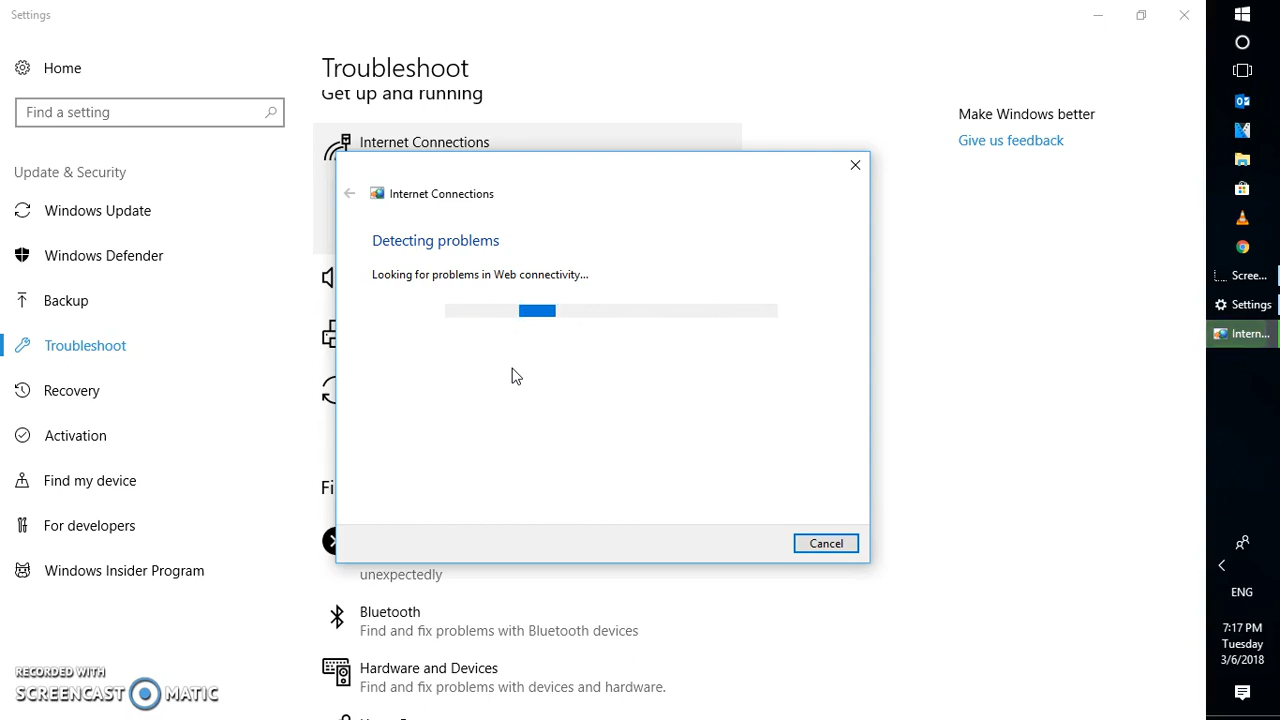 Settings
Home
Find a setting
Update & Security
Windows Update
Windows Defender
Backup
Troubleshoot
Recovery
Activation
Find my device
For developers
Windows Insider Program
RECORDED WITH
SCREENCAST MATIC
Troubleshoot
Get up and running
Internet Connections
Internet Connections
Detecting problems
Looking for problems in Web connectivity...
Cancel
Fi
unexpectedly
Bluetooth
Find and fix problems with Bluetooth devices
Hardware and Devices
Find and fix problems with devices and hardware.
Make Windows better
Give us feedback
Scree...
Settings
Intern...
ENG
7:17 PM
Tuesday
3/6/2018